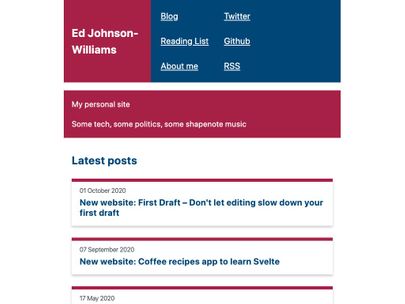 Ed Johnson-
Williams
Blog
Twitter
Reading List
Github
About me
RSS
My personal site
Some tech, some politics, some shapenote music
Latest posts
01 October 2020
New website: First Draft – Don't let editing slow down your
first draft
07 September 2020
New website: Coffee recipes app to learn Svelte
17 May 2020